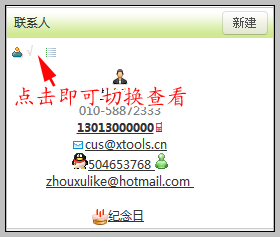 联系人 新建
√
点击即可切换查看
010-58872333
13013000000
cus@xtools.cn
504653768
zhouxulike@hotmail.com
纪念日